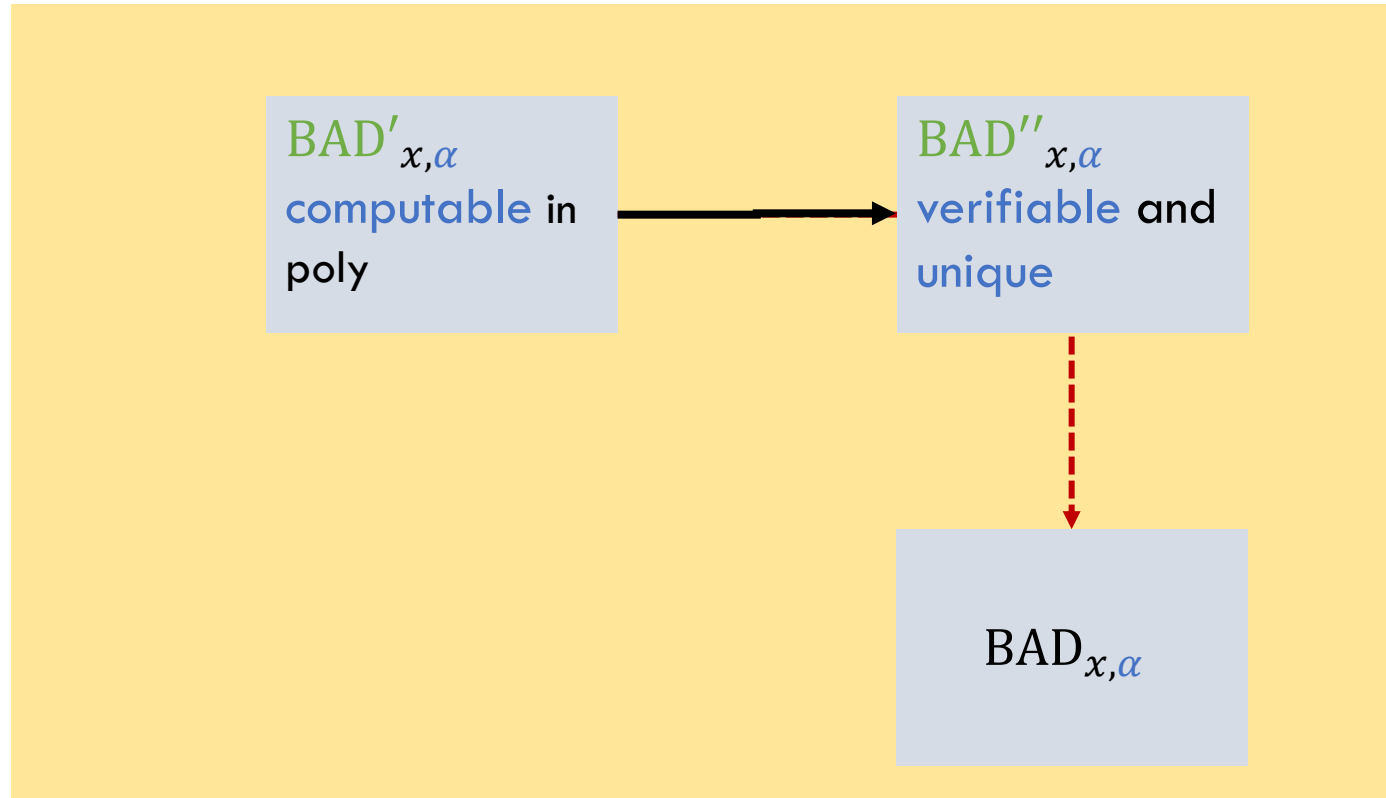 BAD′x,α
computable in
poly
BAD′′x,α
verifiable and
unique
BADx,α